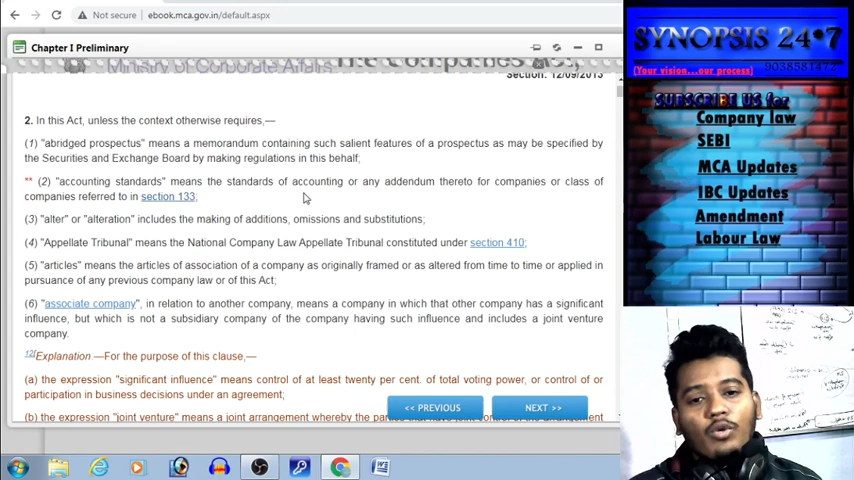 Not secure
ebook.mca.gov.in/default.aspx
Chapter I Preliminary
Ministry of Corporate Affairs
The Companies Act,
Section: 12/09/2013
2. In this Act, unless the context otherwise requires,—
(1) "abridged prospectus" means a memorandum containing such salient features of a prospectus as may be specified by
the Securities and Exchange Board by making regulations in this behalf;
** (2) "accounting standards" means the standards of accounting or any addendum thereto for companies or class of
companies referred to in section 133;
(3) "alter" or "alteration" includes the making of additions, omissions and substitutions;
(4) "Appellate Tribunal" means the National Company Law Appellate Tribunal constituted under section 410;
(5) "articles" means the articles of association of a company as originally framed or as altered from time to time or applied in
pursuance of any previous company law or of this Act;
(6) "associate company", in relation to another company, means a company in which that other company has a significant
influence, but which is not a subsidiary company of the company having such influence and includes a joint venture
company.
12[Explanation.—For the purpose of this clause,—
(a) the expression "significant influence" means control of at least twenty per cent. of total voting power, or control of or
participation in business decisions under an agreement;
(b) the expression "joint venture" means a joint arrangement whereby the parties that have joint control of the arrangement
<< PREVIOUS
NEXT >>
SYNOPSIS 24*7
9038581472
(Your vision...our process)
SUBSCRIBE US for
Company law
SEBI
MCA Updates
IBC Updates
Amendment
Labour Law